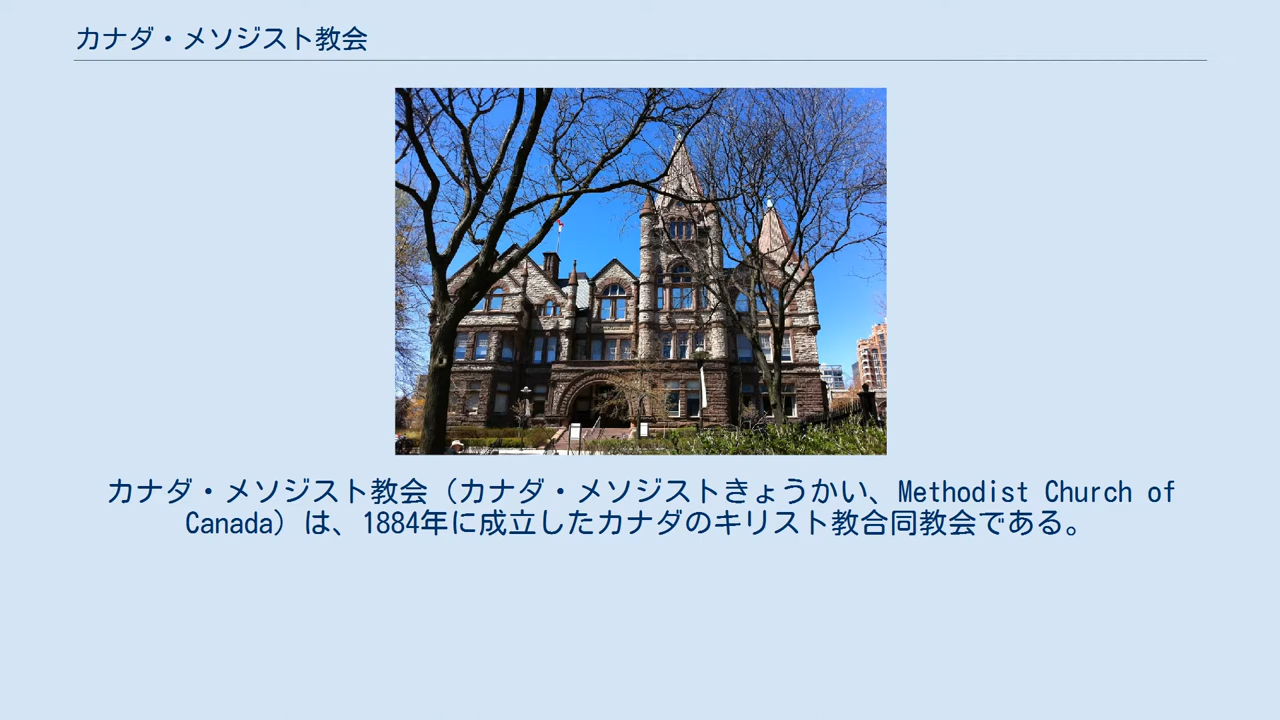 カナダ・メソジスト教会
カナダ・メソジスト教会（カナダ・メソジストきょうかい、Methodist Church of
Canada）は、1884年に成立したカナダのキリスト教合同教会である。